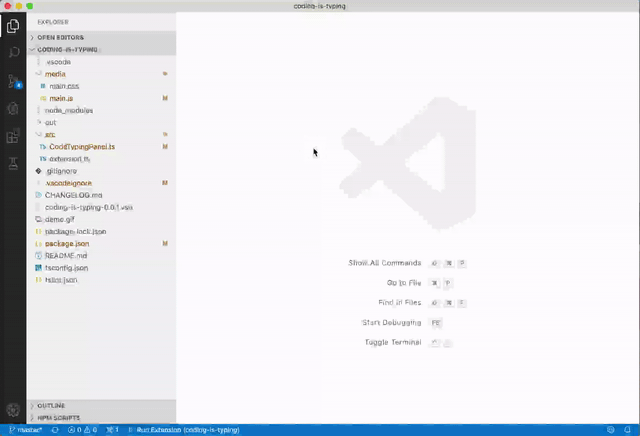 coding-is-typing
EXPLORER
OPEN EDITORS
CODING-IS-TYPING
.vscode
media
main.css
main.js
node_modules
out
src
CodeTypingPanel.ts
extension.ts
.gitignore
.vscodeignore
CHANGELOG.md
coding-is-typing-0.0.1.vsix
demo.gif
package-lock.json
package.json
README.md
tsconfig.json
tslint.json
Show All Commands
Go to File
Find in Files
Start Debugging F5
Toggle Terminal
OUTLINE
NPM SCRIPTS
master* 0 0 1 Run Extension (coding-is-typing)